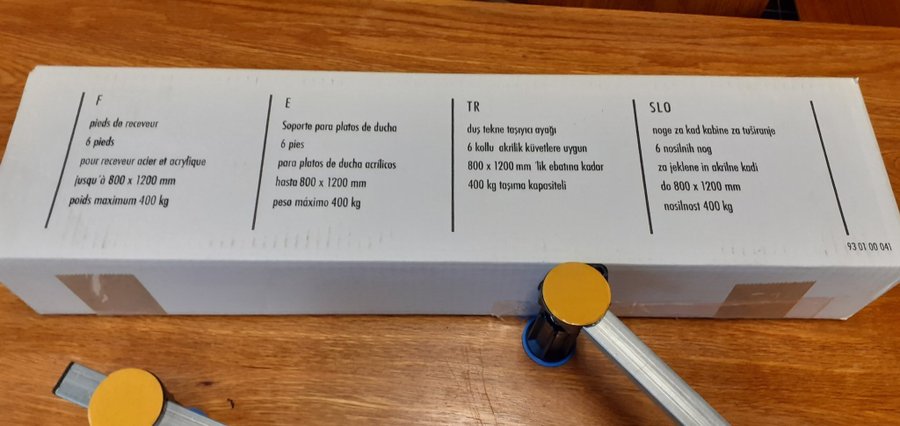 F
pieds de receveur
6 pieds
pour receveur acier et acrylique
jusqu'à 800 x 1200 mm
poids maximum 400 kg
E
Soporte para platos de ducha
6 pies
para platos de ducha acrílicos
hasta 800 x 1200 mm
peso máximo 400 kg
TR
duş tekne taşıyıcı ayağı
6 kollu akrilik küvetlere uygun
800 x 1200 mm 'lik ebatına kadar
400 kg taşıma kapasiteli
SLO
noge za kad kabine za tuširanje
6 nosilnih nog
za jeklene in akrilne kadi
do 800 x 1200 mm
nosilnost 400 kg
93 01 00 041